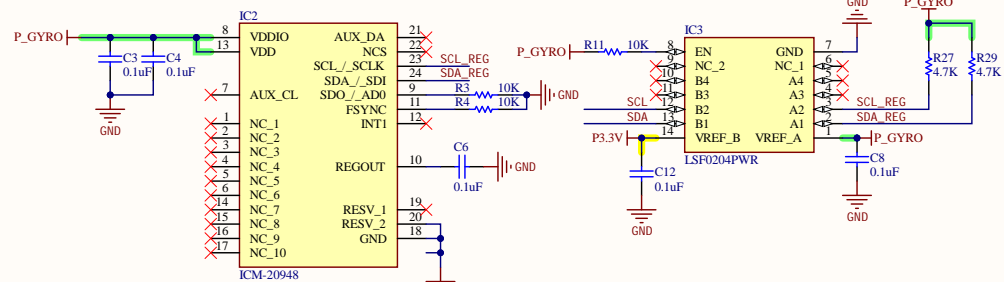 IC2
P_GYRO
C3
0.1uF
C4
0.1uF
GND
8 VDDIO
13 VDD
7 AUX_CL
1 NC_1
2 NC_2
3 NC_3
4 NC_4
5 NC_5
6 NC_6
14 NC_7
15 NC_8
16 NC_9
17 NC_10
AUX_DA 21
NCS 22
SCL_/_SCLK 23 SCL_REG
SDA_/_SDI 24 SDA_REG
SDO_/_AD0 9 R3 10K GND
FSYNC 11 R4 10K
INT1 12
REGOUT 10 C6 0.1uF GND
RESV_1 19
RESV_2 20
GND 18
ICM-20948
IC3
P_GYRO R11 10K 8 EN
9 NC_2
10 B4
11 B3
SCL 12 B2
SDA 13 B1
P3.3V 14 VREF_B
C12
0.1uF
GND
GND 7 GND
NC_1 6
A4 5
A3 4
A2 3 SCL_REG
A1 2 SDA_REG
VREF_A 1 P_GYRO
LSF0204PWR
C8
0.1uF
GND
P_GYRO
R27
4.7K
R29
4.7K